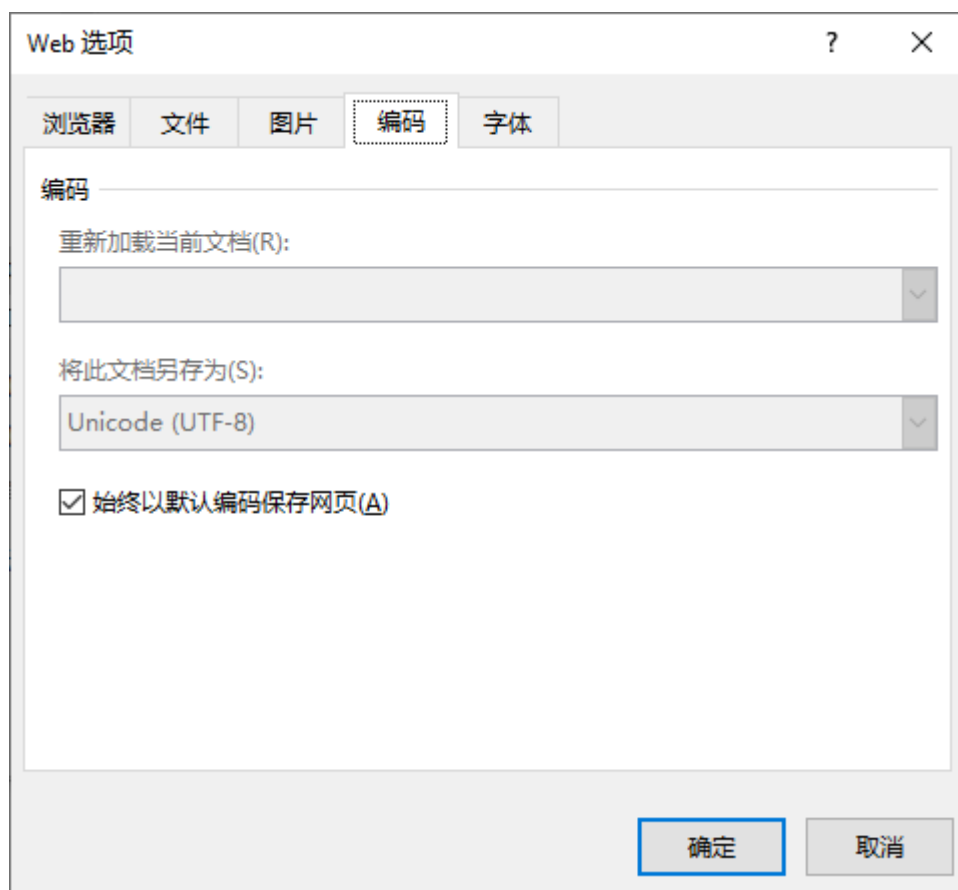 Web 选项
浏览器 文件 图片 编码 字体
编码
重新加载当前文档(R):
将此文档另存为(S):
Unicode (UTF-8)
始终以默认编码保存网页(A)
确定 取消